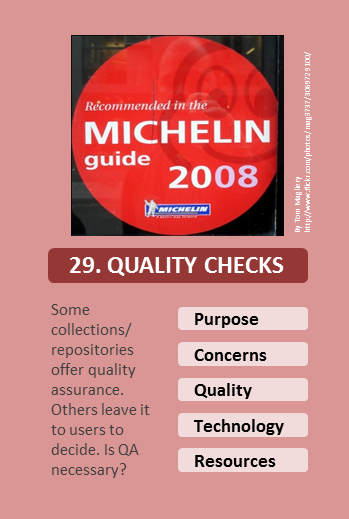 Recommended in the
MICHELIN
guide
2008
MICHELIN
By Tom Magliery
http://www.flickr.com/photos/mag3737/3069729100/
29. QUALITY CHECKS
Some
collections/
repositories
offer quality
assurance.
Others leave it
to users to
decide. Is QA
necessary?
Purpose
Concerns
Quality
Technology
Resources